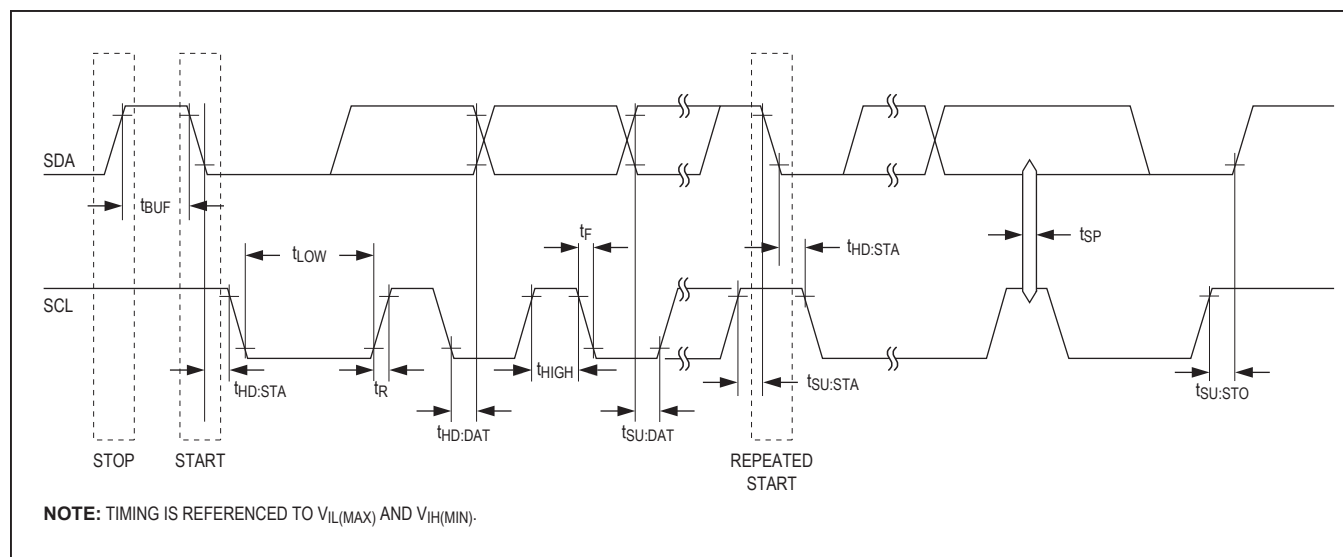 SDA
tBUF
tLOW
tF
tHD:STA
tSP
SCL
tHD:STA
tR
tHD:DAT
tHIGH
tSU:DAT
tSU:STA
tSU:STO
STOP
START
REPEATED
START
NOTE: TIMING IS REFERENCED TO VIL(MAX) AND VIH(MIN).